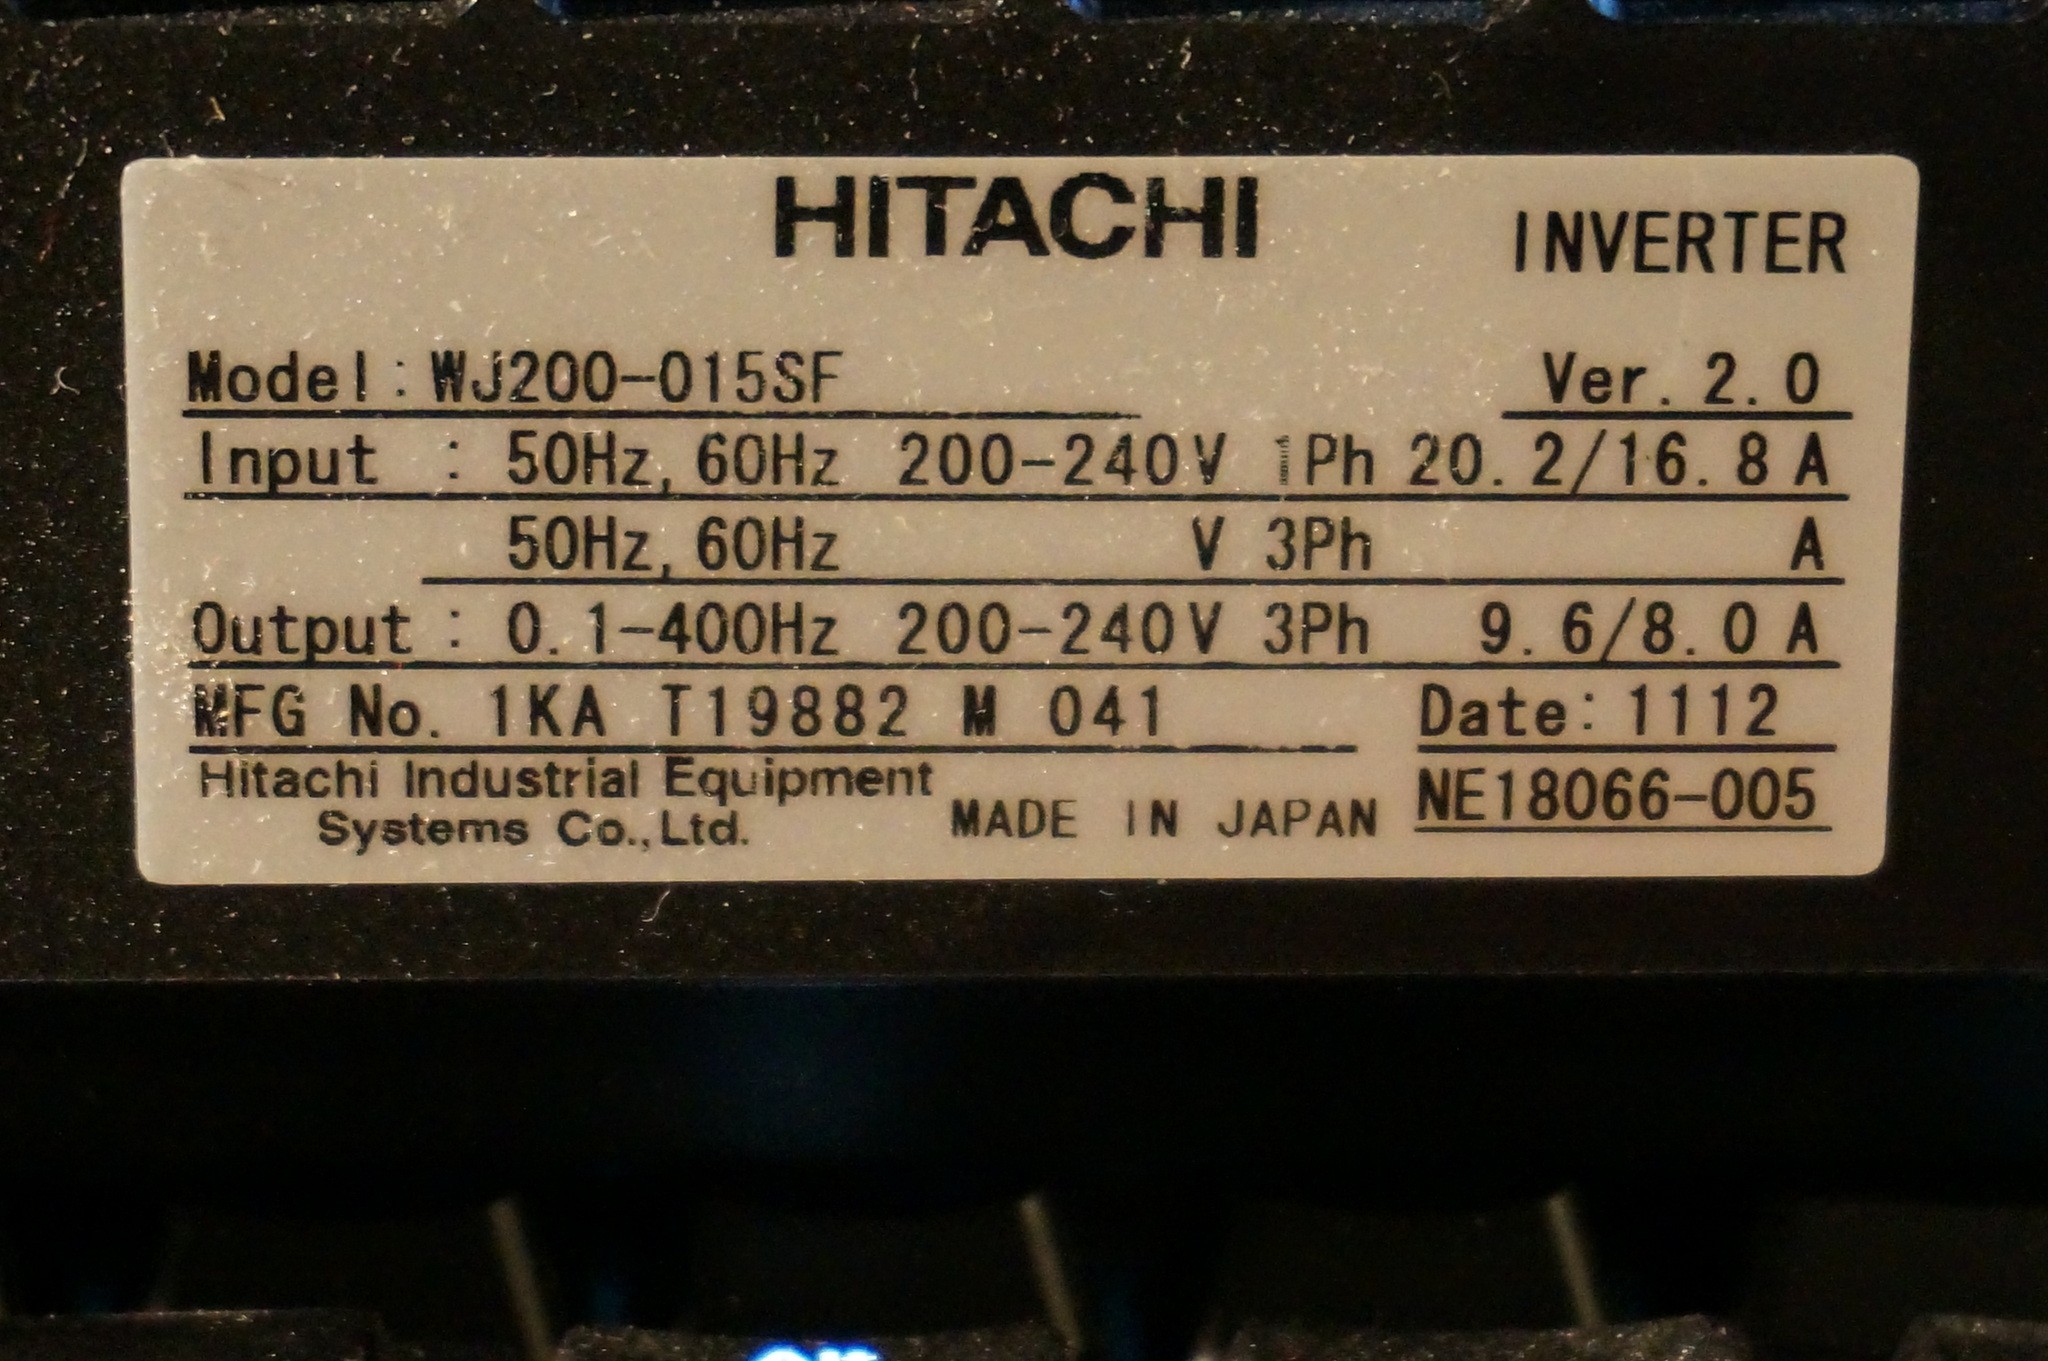 HITACHI
INVERTER
Model: WJ200-015SF Ver. 2.0
Input : 50Hz, 60Hz 200-240V 1Ph 20.2/16.8 A
50Hz, 60Hz V 3Ph A
Output : 0.1-400Hz 200-240V 3Ph 9.6/8.0 A
MFG No. 1KA T19882 M 041 Date: 1112
Hitachi Industrial Equipment
Systems Co., Ltd.
MADE IN JAPAN
NE18066-005